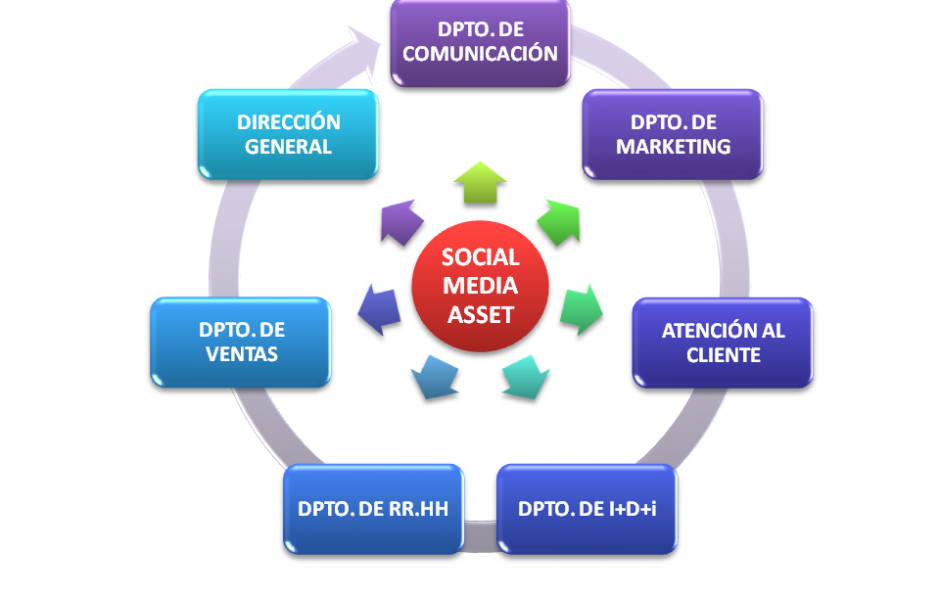 DPTO. DE
COMUNICACIÓN
DIRECCIÓN
GENERAL
DPTO. DE
MARKETING
SOCIAL
MEDIA
ASSET
DPTO. DE
VENTAS
ATENCIÓN AL
CLIENTE
DPTO. DE RR.HH
DPTO. DE I+D+i